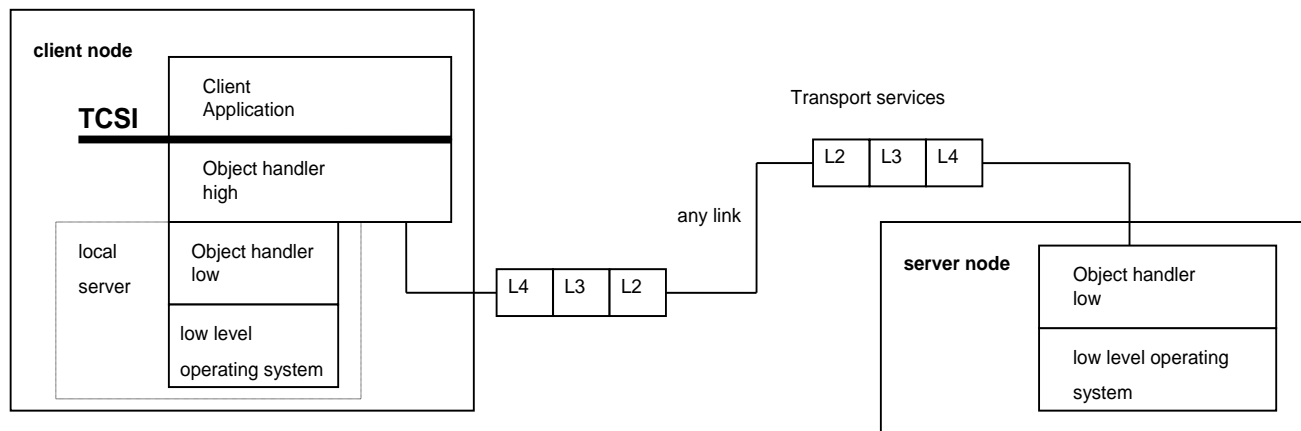 client node
Client
Application
TCSI
Object handler
high
local
server
Object handler
low
low level
operating system
L4 L3 L2
any link
Transport services
L2 L3 L4
server node
Object handler
low
low level operating
system